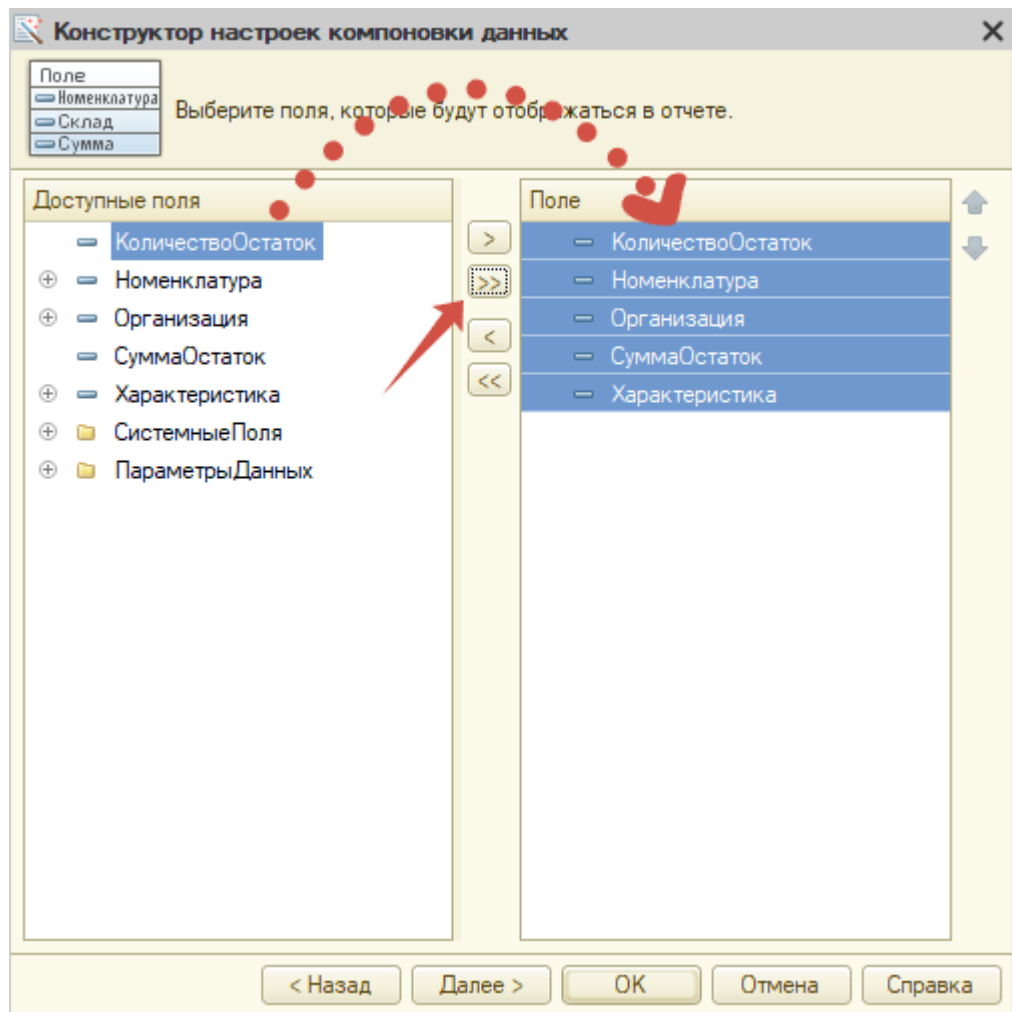 Конструктор настроек компоновки данных
Поле
Номенклатура
Склад
Сумма
Выберите поля, которые будут отображаться в отчете.
Доступные поля
КоличествоОстаток
Номенклатура
Организация
СуммаОстаток
Характеристика
СистемныеПоля
ПараметрыДанных
>
>>
<
<<
Поле
КоличествоОстаток
Номенклатура
Организация
СуммаОстаток
Характеристика
< Назад
Далее >
OK
Отмена
Справка